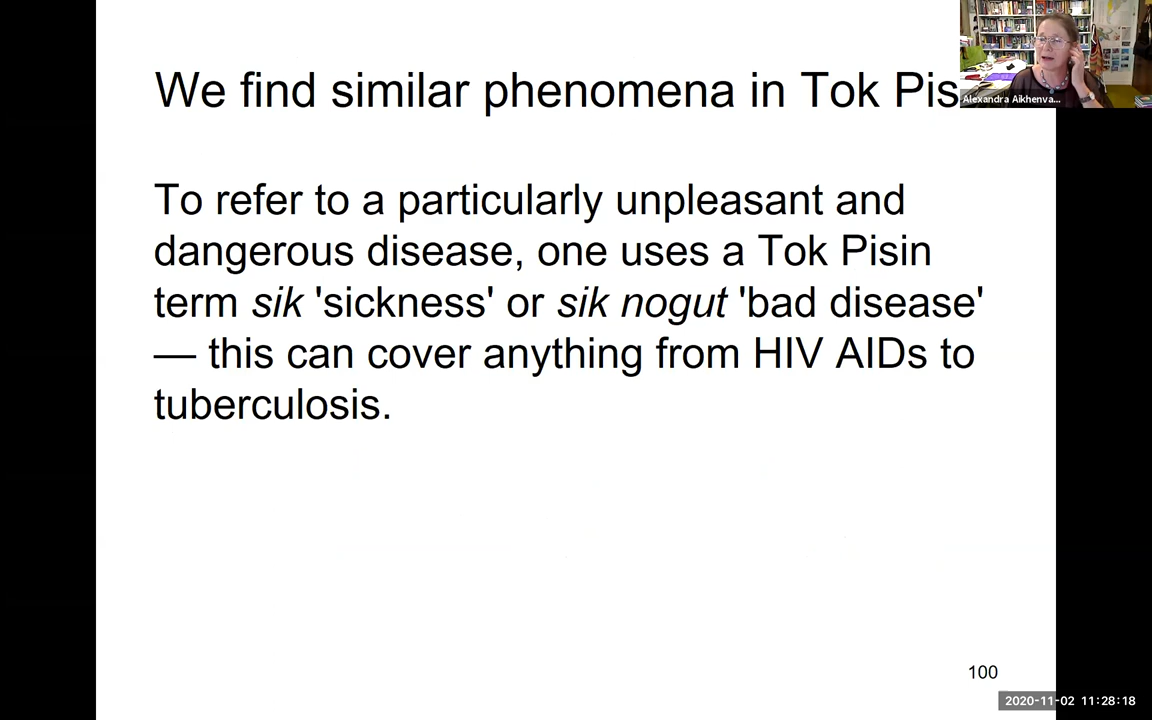 We find similar phenomena in Tok Pis
Alexandra Aikhenva...
To refer to a particularly unpleasant and
dangerous disease, one uses a Tok Pisin
term sik 'sickness' or sik nogut 'bad disease'
— this can cover anything from HIV AIDs to
tuberculosis.
100
2020-11-02 11:28:18